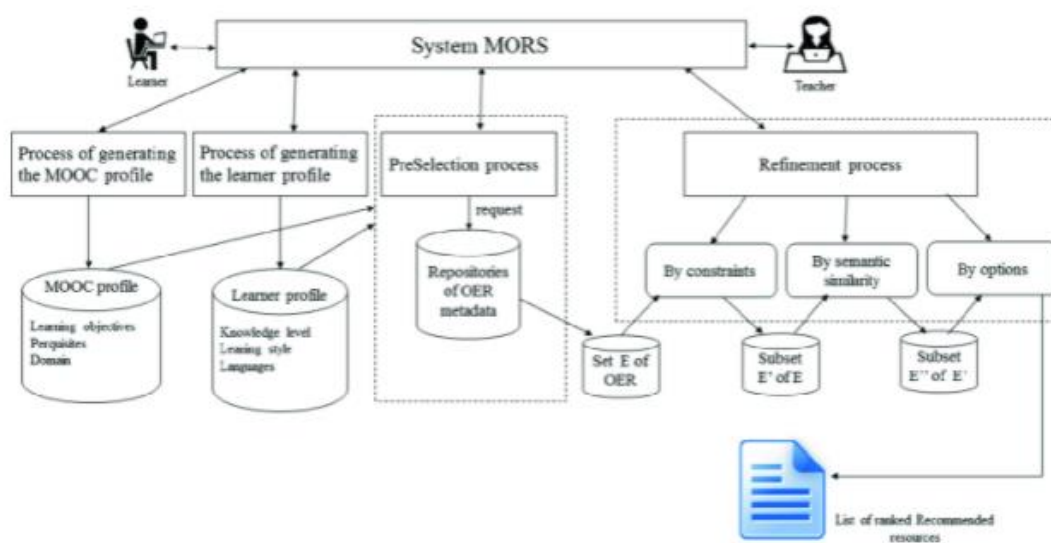 System MORS
Learner
Teacher
Process of generating
the MOOC profile
Process of generating
the learner profile
PreSelection process
Refinement process
request
MOOC profile
Learning objectives
Perquisites
Domain
Learner profile
Knowledge level
Leaning style
Languages
Repositories
of OER
metadata
By constraints
By semantic
similarity
By options
Set E of
OER
Subset
E' of E
Subset
E'' of E'
List of ranked Recommended
resources